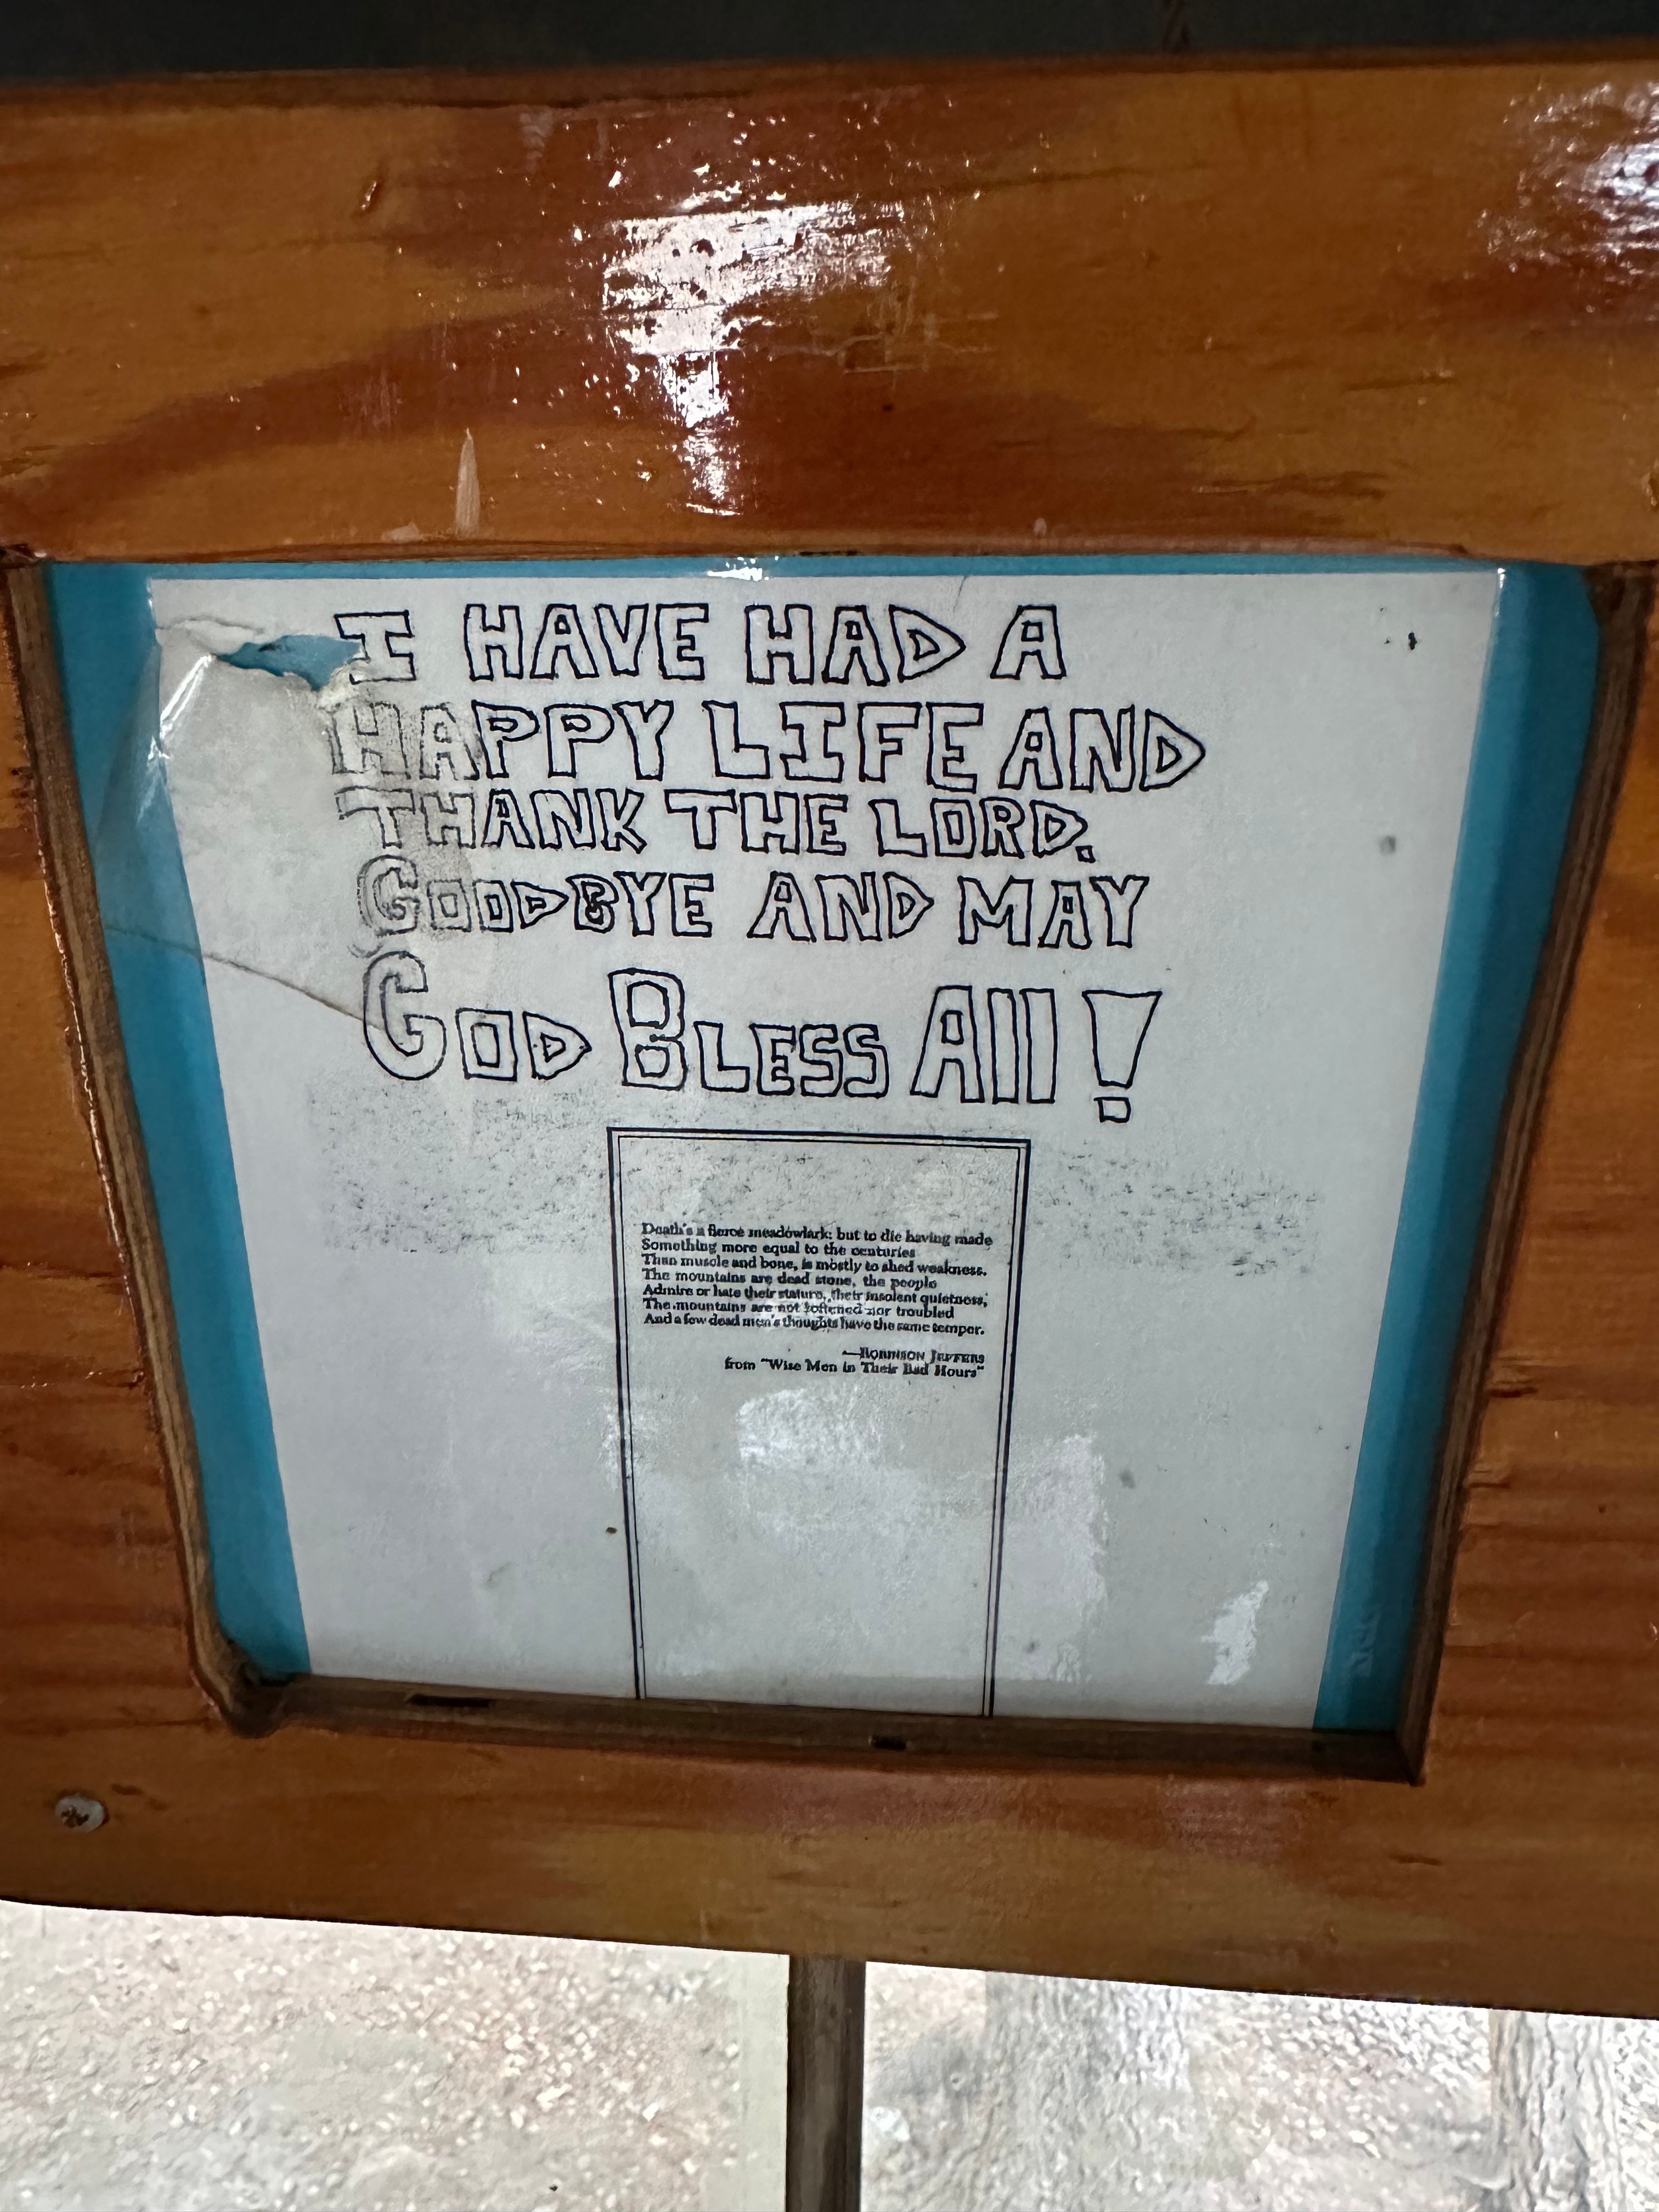 I HAVE HAD A
HAPPY LIFE AND
THANK THE LORD.
GOODBYE AND MAY
GOD BLESS All!
Death's a fierce meadowlark: but to die having made
Something more equal to the centuries
Than muscle and bone, is mostly to shed weakness.
The mountains are dead stone, the people
Admire or hate their stature, their insolent quietness,
The mountains are not softened nor troubled
And a few dead men's thoughts have the same temper.
—ROBINSON JEFFERS
from "Wise Men in Their Bad Hours"